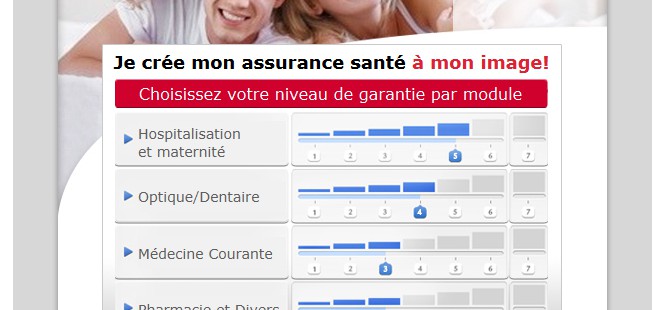 Je crée mon assurance santé à mon image!
Choisissez votre niveau de garantie par module
Hospitalisation
et maternité
1 2 3 4 5 6 7
Optique/Dentaire
1 2 3 4 5 6 7
Médecine Courante
1 2 3 4 5 6 7
Pharmacie et Divers